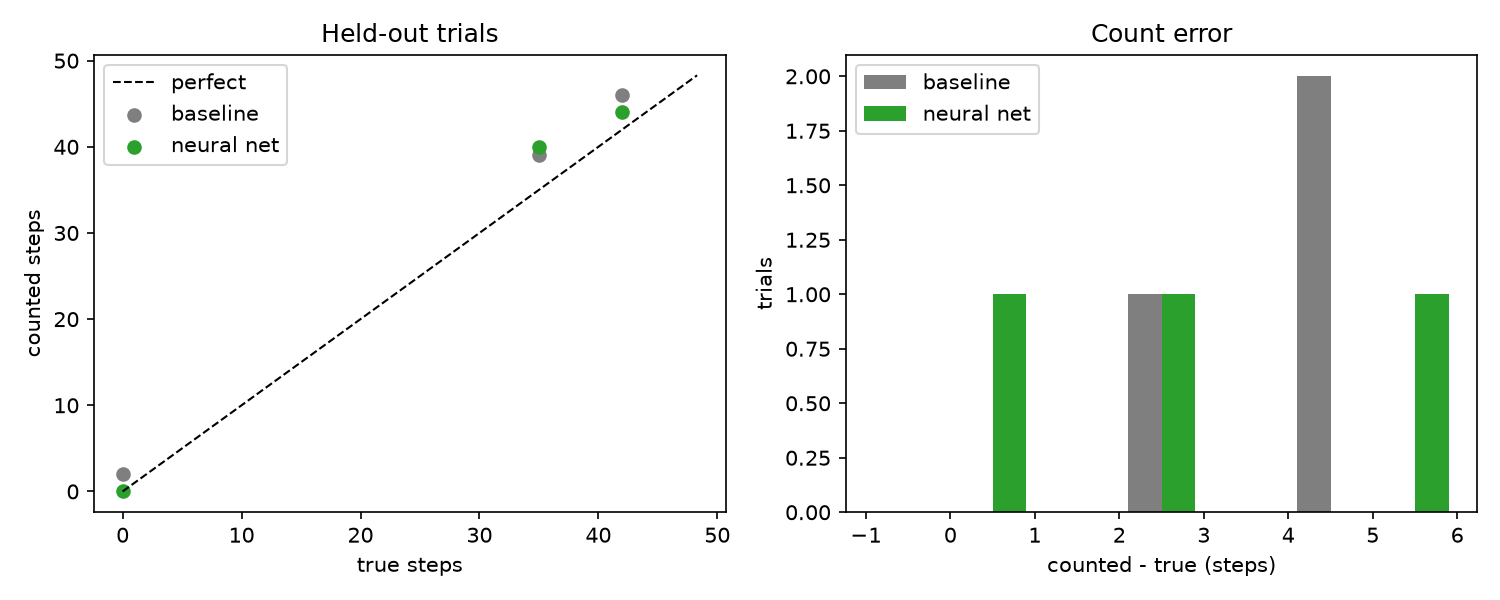 Held-out trials
perfect
baseline
neural net
counted steps
50
40
30
20
10
0
0 10 20 30 40 50
true steps
Count error
baseline
neural net
trials
2.00
1.75
1.50
1.25
1.00
0.75
0.50
0.25
0.00
−1 0 1 2 3 4 5 6
counted - true (steps)